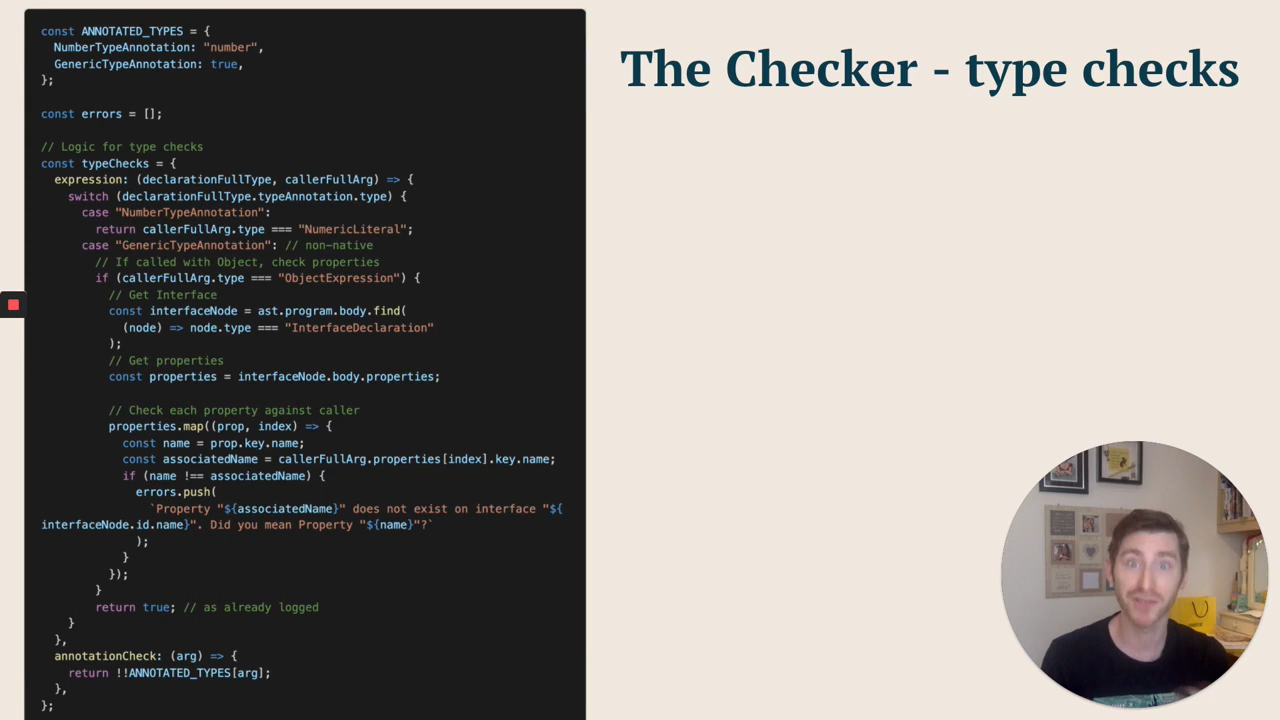 The Checker - type checks
const ANNOTATED_TYPES = {
  NumberTypeAnnotation: "number",
  GenericTypeAnnotation: true,
};

const errors = [];

// Logic for type checks
const typeChecks = {
  expression: (declarationFullType, callerFullArg) => {
    switch (declarationFullType.typeAnnotation.type) {
      case "NumberTypeAnnotation":
        return callerFullArg.type === "NumericLiteral";
      case "GenericTypeAnnotation": // non-native
        // If called with Object, check properties
        if (callerFullArg.type === "ObjectExpression") {
          // Get Interface
          const interfaceNode = ast.program.body.find(
            (node) => node.type === "InterfaceDeclaration"
          );
          // Get properties
          const properties = interfaceNode.body.properties;

          // Check each property against caller
          properties.map((prop, index) => {
            const name = prop.key.name;
            const associatedName = callerFullArg.properties[index].key.name;
            if (name !== associatedName) {
              errors.push(
                `Property "${associatedName}" does not exist on interface "${
interfaceNode.id.name}". Did you mean Property "${name}"?`
              );
            }
          });
        }
        return true; // as already logged
    }
  },
  annotationCheck: (arg) => {
    return !!ANNOTATED_TYPES[arg];
  },
};